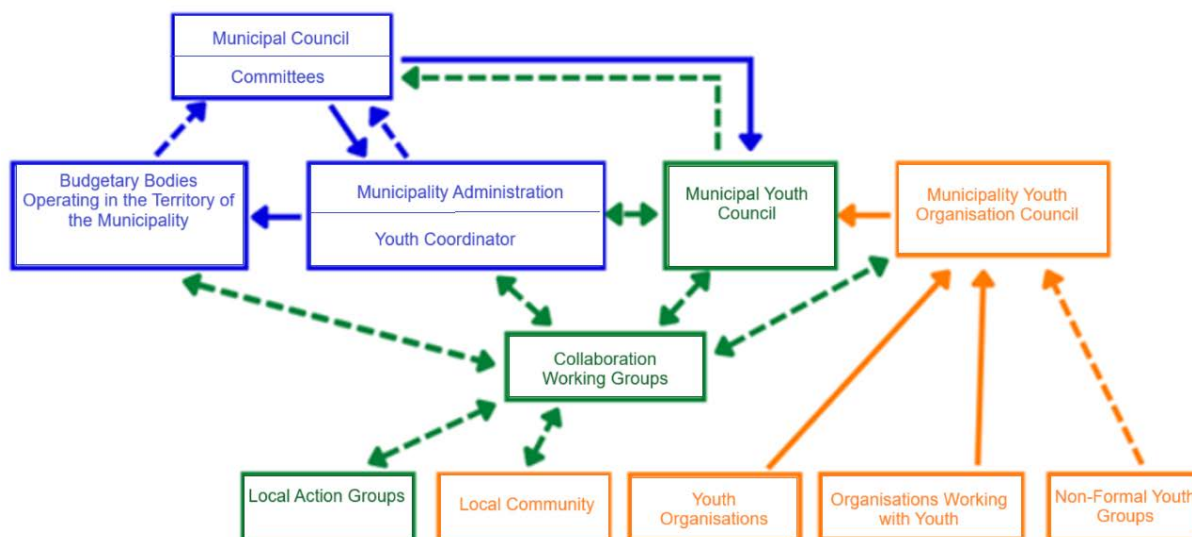 Municipal Council
Committees
Budgetary Bodies
Operating in the Territory of
the Municipality
Municipality Administration
Youth Coordinator
Municipal Youth
Council
Municipality Youth
Organisation Council
Collaboration
Working Groups
Local Action Groups
Local Community
Youth
Organisations
Organisations Working
with Youth
Non-Formal Youth
Groups